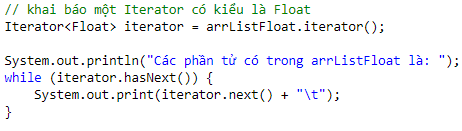 // khai báo một Iterator có kiểu là Float
Iterator<Float> iterator = arrListFloat.iterator();

System.out.println("Các phần tử có trong arrListFloat là: ");
while (iterator.hasNext()) {
    System.out.print(iterator.next() + "\t");
}